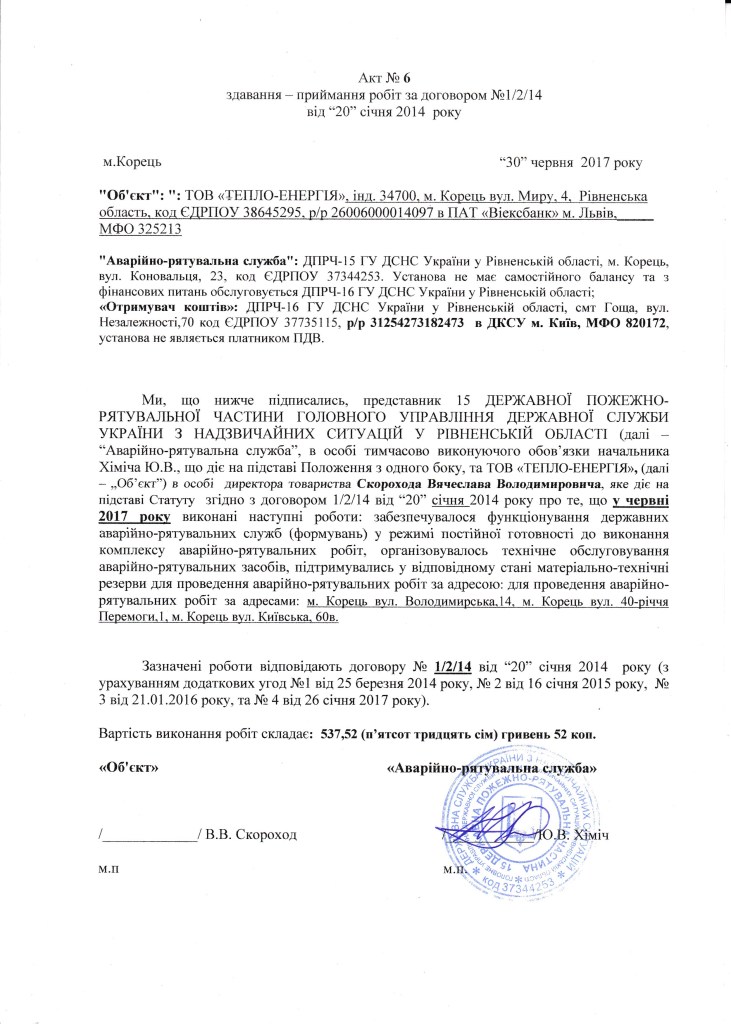 Акт № 6
здавання – приймання робіт за договором №1/2/14
від “20” січня 2014 року
м.Корець “30” червня 2017 року
"Об'єкт": ": ТОВ «ТЕПЛО-ЕНЕРГІЯ», інд. 34700, м. Корець вул. Миру, 4, Рівненська
область, код ЄДРПОУ 38645295, р/р 26006000014097 в ПАТ «Віексбанк» м. Львів,_____
МФО 325213
"Аварійно-рятувальна служба": ДПРЧ-15 ГУ ДСНС України у Рівненській області, м. Корець,
вул. Коновальця, 23, код ЄДРПОУ 37344253. Установа не має самостійного балансу та з
фінансових питань обслуговується ДПРЧ-16 ГУ ДСНС України у Рівненській області;
«Отримувач коштів»: ДПРЧ-16 ГУ ДСНС України у Рівненській області, смт Гоща, вул.
Незалежності,70 код ЄДРПОУ 37735115, р/р 31254273182473 в ДКСУ м. Київ, МФО 820172,
установа не являється платником ПДВ.
Ми, що нижче підписались, представник 15 ДЕРЖАВНОЇ ПОЖЕЖНО-
РЯТУВАЛЬНОЇ ЧАСТИНИ ГОЛОВНОГО УПРАВЛІННЯ ДЕРЖАВНОЇ СЛУЖБИ
УКРАЇНИ З НАДЗВИЧАЙНИХ СИТУАЦІЙ У РІВНЕНСЬКІЙ ОБЛАСТІ (далі –
“Аварійно-рятувальна служба”, в особі тимчасово виконуючого обов’язки начальника
Хіміча Ю.В., що діє на підставі Положення з одного боку, та ТОВ «ТЕПЛО-ЕНЕРГІЯ», (далі
– „Об’єкт”) в особі директора товариства Скорохода Вячеслава Володимировича, яке діє на
підставі Статуту згідно з договором 1/2/14 від “20” січня 2014 року про те, що у червні
2017 року виконані наступні роботи: забезпечувалося функціонування державних
аварійно-рятувальних служб (формувань) у режимі постійної готовності до виконання
комплексу аварійно-рятувальних робіт, організовувалось технічне обслуговування
аварійно-рятувальних засобів, підтримувались у відповідному стані матеріально-технічні
резерви для проведення аварійно-рятувальних робіт за адресою: для проведення аварійно-
рятувальних робіт за адресами: м. Корець вул. Володимирська,14, м. Корець вул. 40-річчя
Перемоги,1, м. Корець вул. Київська, 60в.
Зазначені роботи відповідають договору № 1/2/14 від “20” січня 2014 року (з
урахуванням додаткових угод №1 від 25 березня 2014 року, № 2 від 16 січня 2015 року, №
3 від 21.01.2016 року, та № 4 від 26 січня 2017 року).
Вартість виконання робіт складає: 537,52 (п’ятсот тридцять сім) гривень 52 коп.
«Об'єкт» «Аварійно-рятувальна служба»
/_____________/ В.В. Скороход /_____________/Ю.В. Хіміч
м.п м.п.
код 37344253